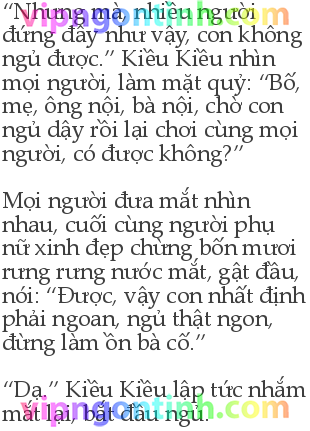 “Nhưng mà, nhiều người
đứng đây như vậy, con không
ngủ được.” Kiều Kiều nhìn
mọi người, làm mặt quỷ: “Bố,
mẹ, ông nội, bà nội, chờ con
ngủ dậy rồi lại chơi cùng mọi
người, có được không?”
Mọi người đưa mắt nhìn
nhau, cuối cùng người phụ
nữ xinh đẹp chừng bốn mươi
rưng rưng nước mắt, gật đầu,
nói: “Được, vậy con nhất định
phải ngoan, ngủ thật ngon,
đừng làm ồn bà cố.”
“Dạ.” Kiều Kiều lập tức nhắm
mắt lại, bắt đầu ngủ.
vipngontinh.com
vipngontinh.com